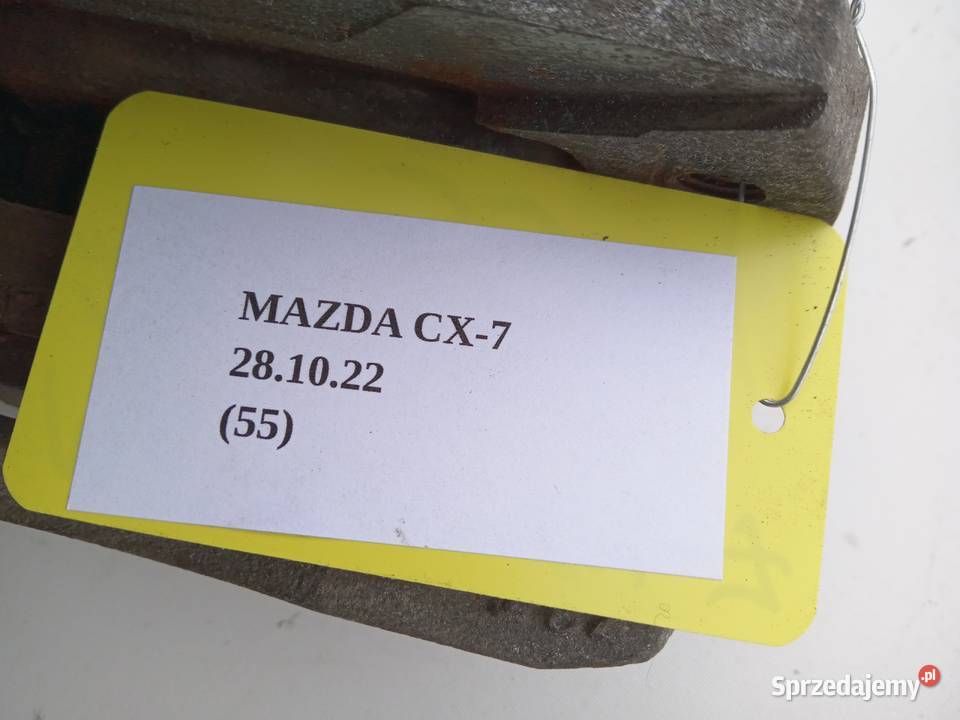 MAZDA CX-7
28.10.22
(55)
Sprzedajemy.pl